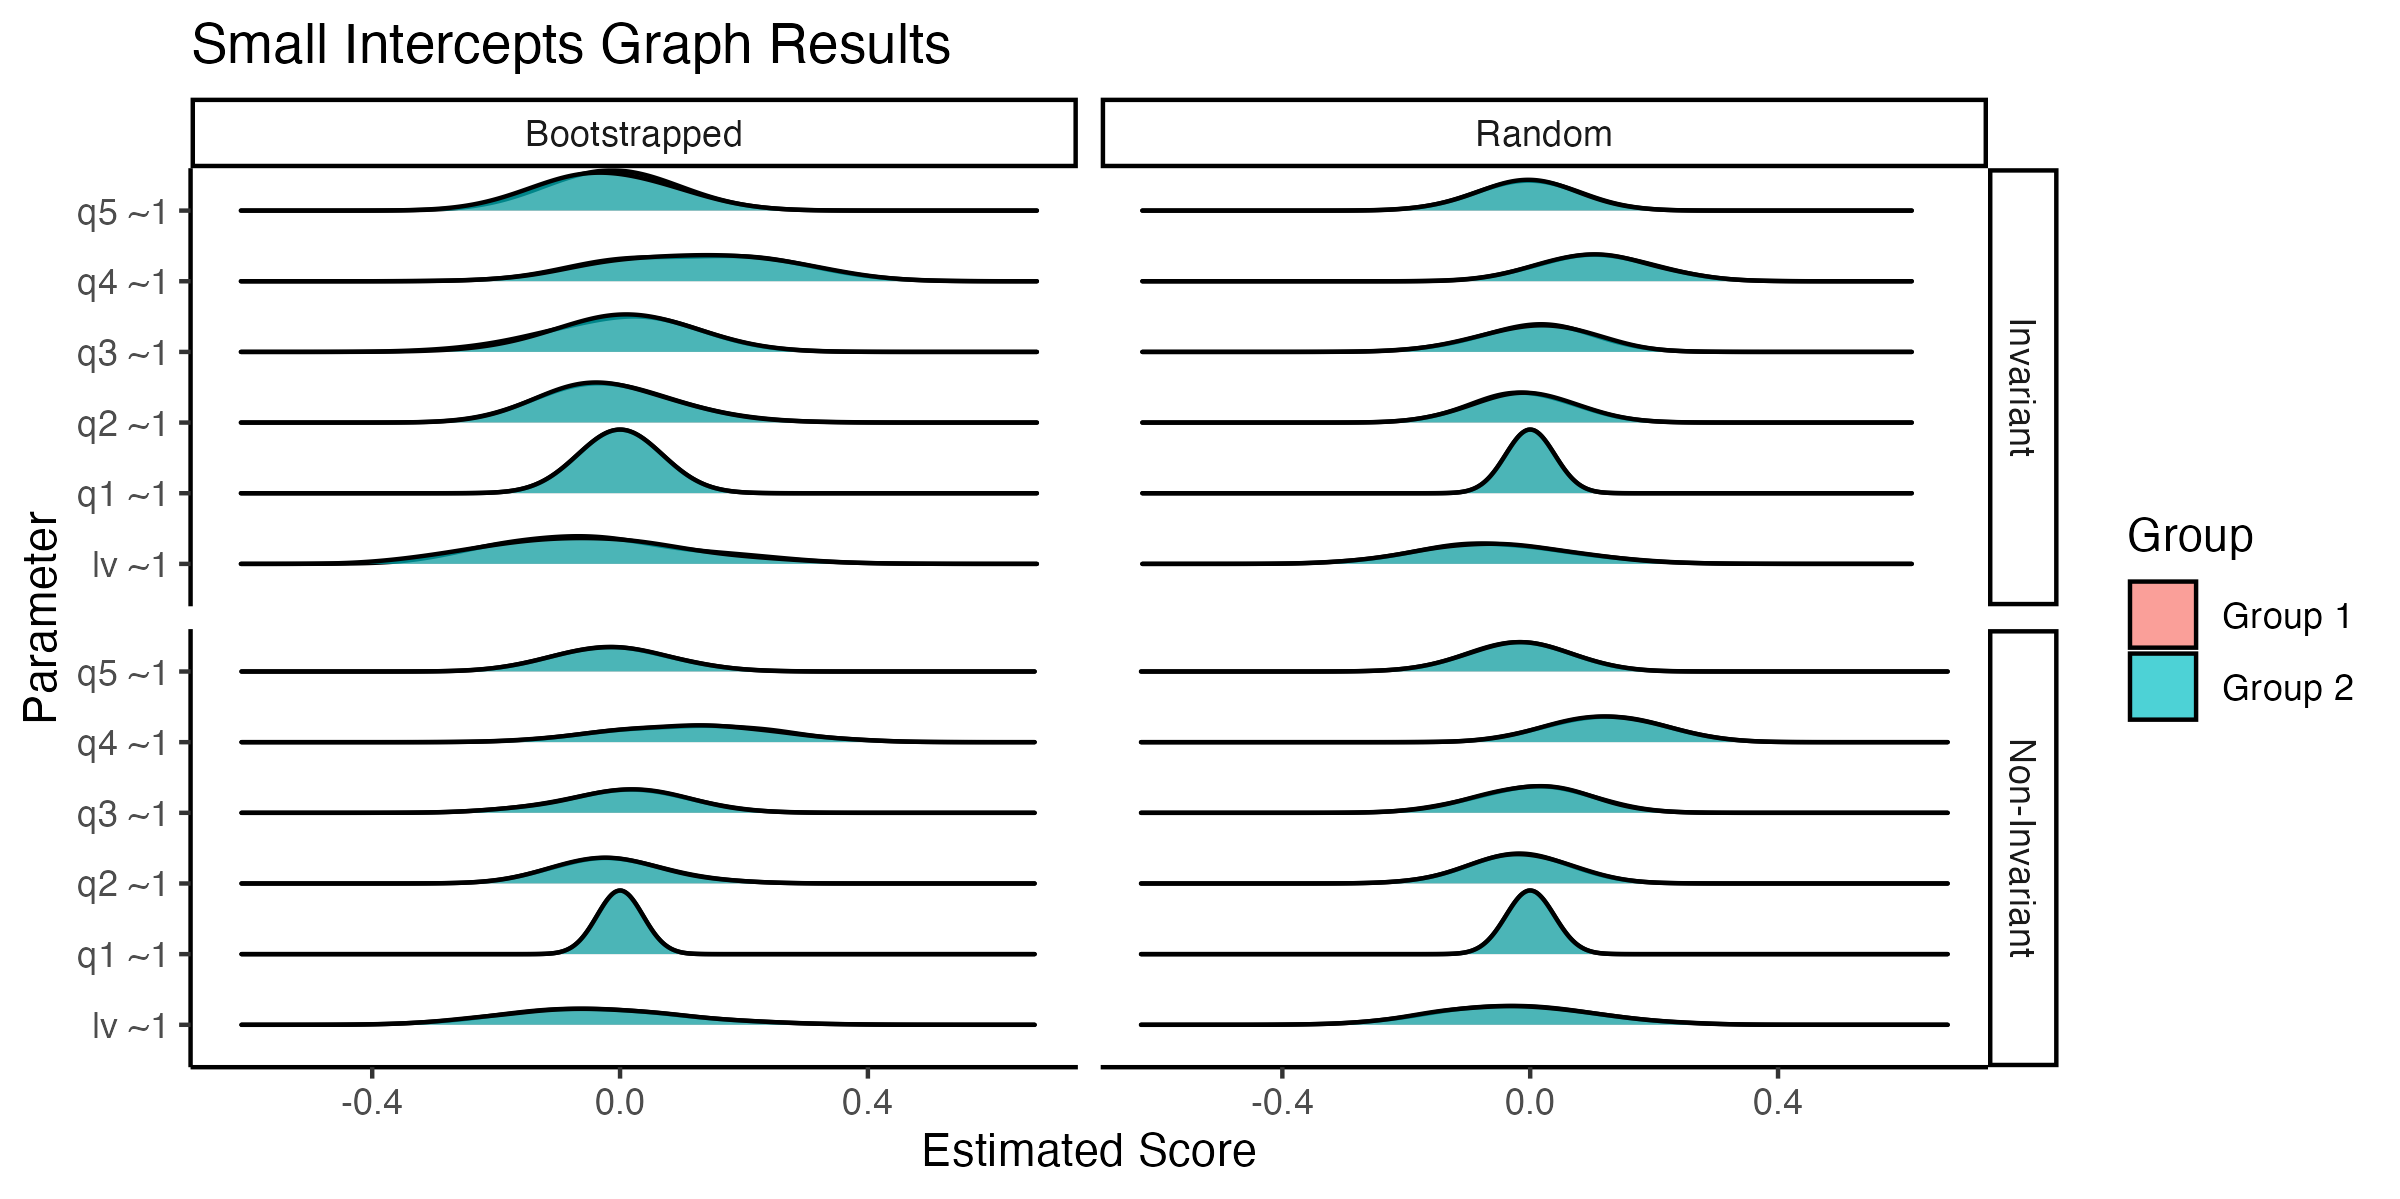 Small Intercepts Graph Results
Bootstrapped
Random
q5 ~1
q4 ~1
q3 ~1
q2 ~1
q1 ~1
lv ~1
Invariant
q5 ~1
q4 ~1
q3 ~1
q2 ~1
q1 ~1
lv ~1
Non-Invariant
Parameter
-0.4 0.0 0.4
-0.4 0.0 0.4
Estimated Score
Group
Group 1
Group 2